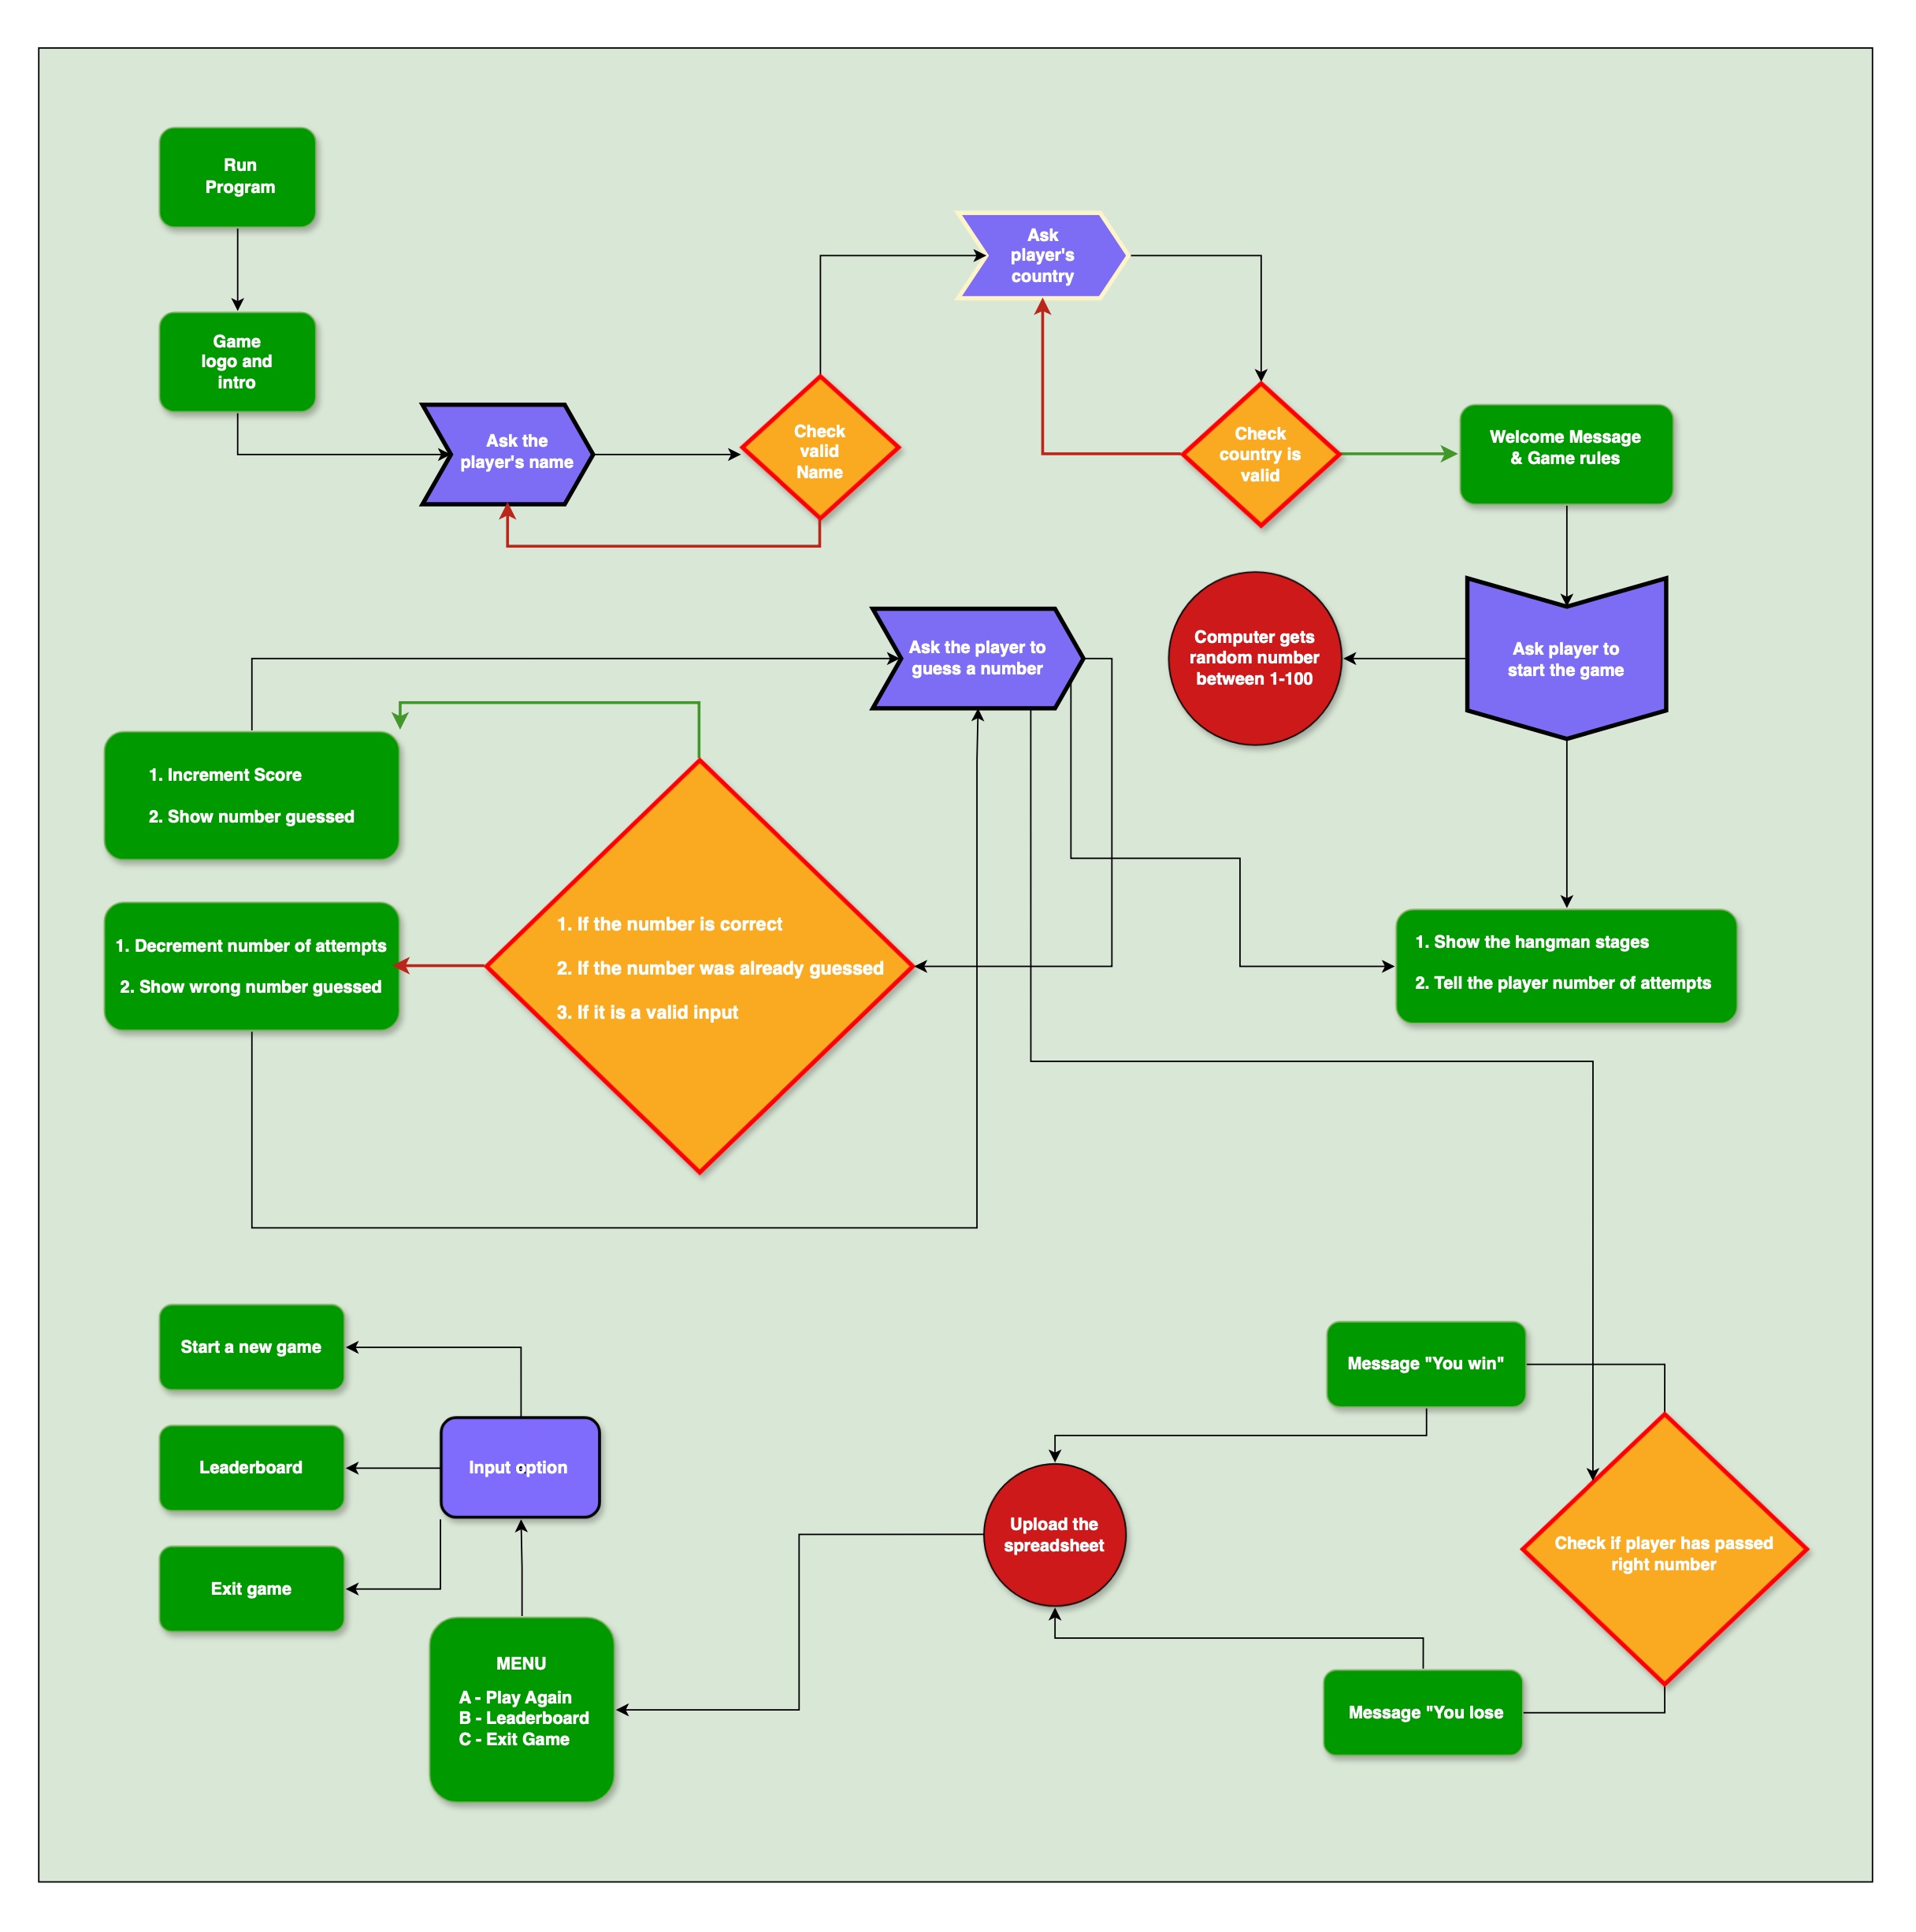 Run
Program
Game
logo and
intro
Ask the
player's name
Check
valid
Name
Ask
player's
country
Check
country is
valid
Welcome Message
& Game rules
Ask player to
start the game
Computer gets
random number
between 1-100
Ask the player to
guess a number
1. Increment Score
2. Show number guessed
1. Decrement number of attempts
2. Show wrong number guessed
1. If the number is correct
2. If the number was already guessed
3. If it is a valid input
1. Show the hangman stages
2. Tell the player number of attempts
Start a new game
Leaderboard
Exit game
Input option
MENU
A - Play Again
B - Leaderboard
C - Exit Game
Upload the
spreadsheet
Message "You win"
Check if player has passed
right number
Message "You lose